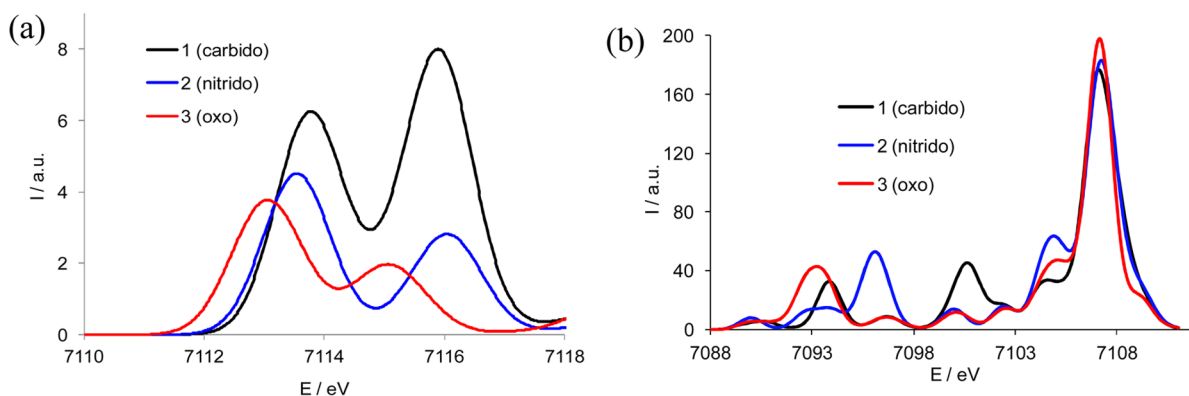 (a)
1 (carbido)
2 (nitrido)
3 (oxo)
I / a.u.
8
6
4
2
0
7110 7112 7114 7116 7118
E / eV
(b)
1 (carbido)
2 (nitrido)
3 (oxo)
I / a.u.
200
160
120
80
40
0
7088 7093 7098 7103 7108
E / eV